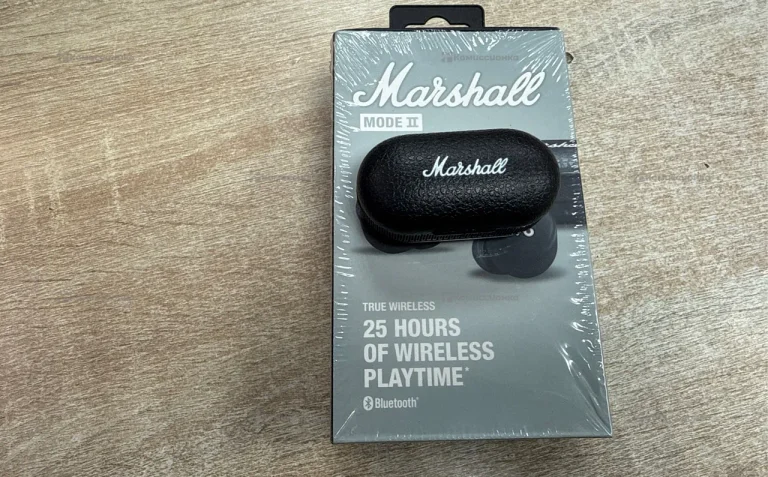 Marshall
MODE II
Marshall
TRUE WIRELESS
25 HOURS
OF WIRELESS
PLAYTIME*
Bluetooth®